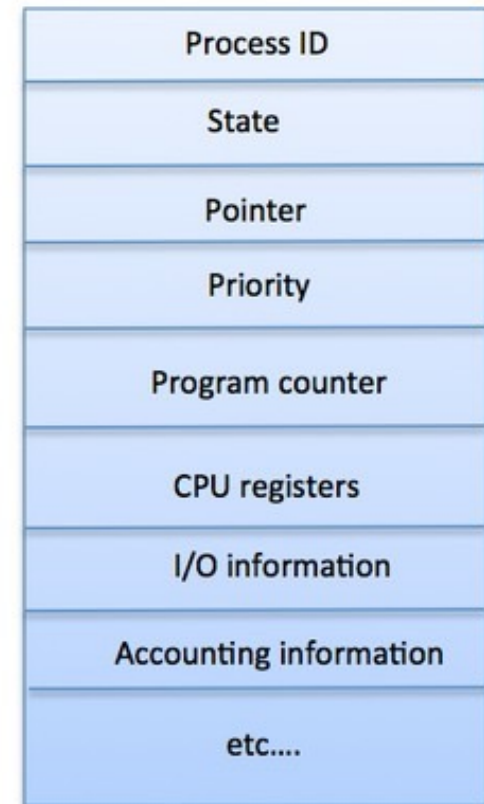 Process ID
State
Pointer
Priority
Program counter
CPU registers
I/O information
Accounting information
etc....